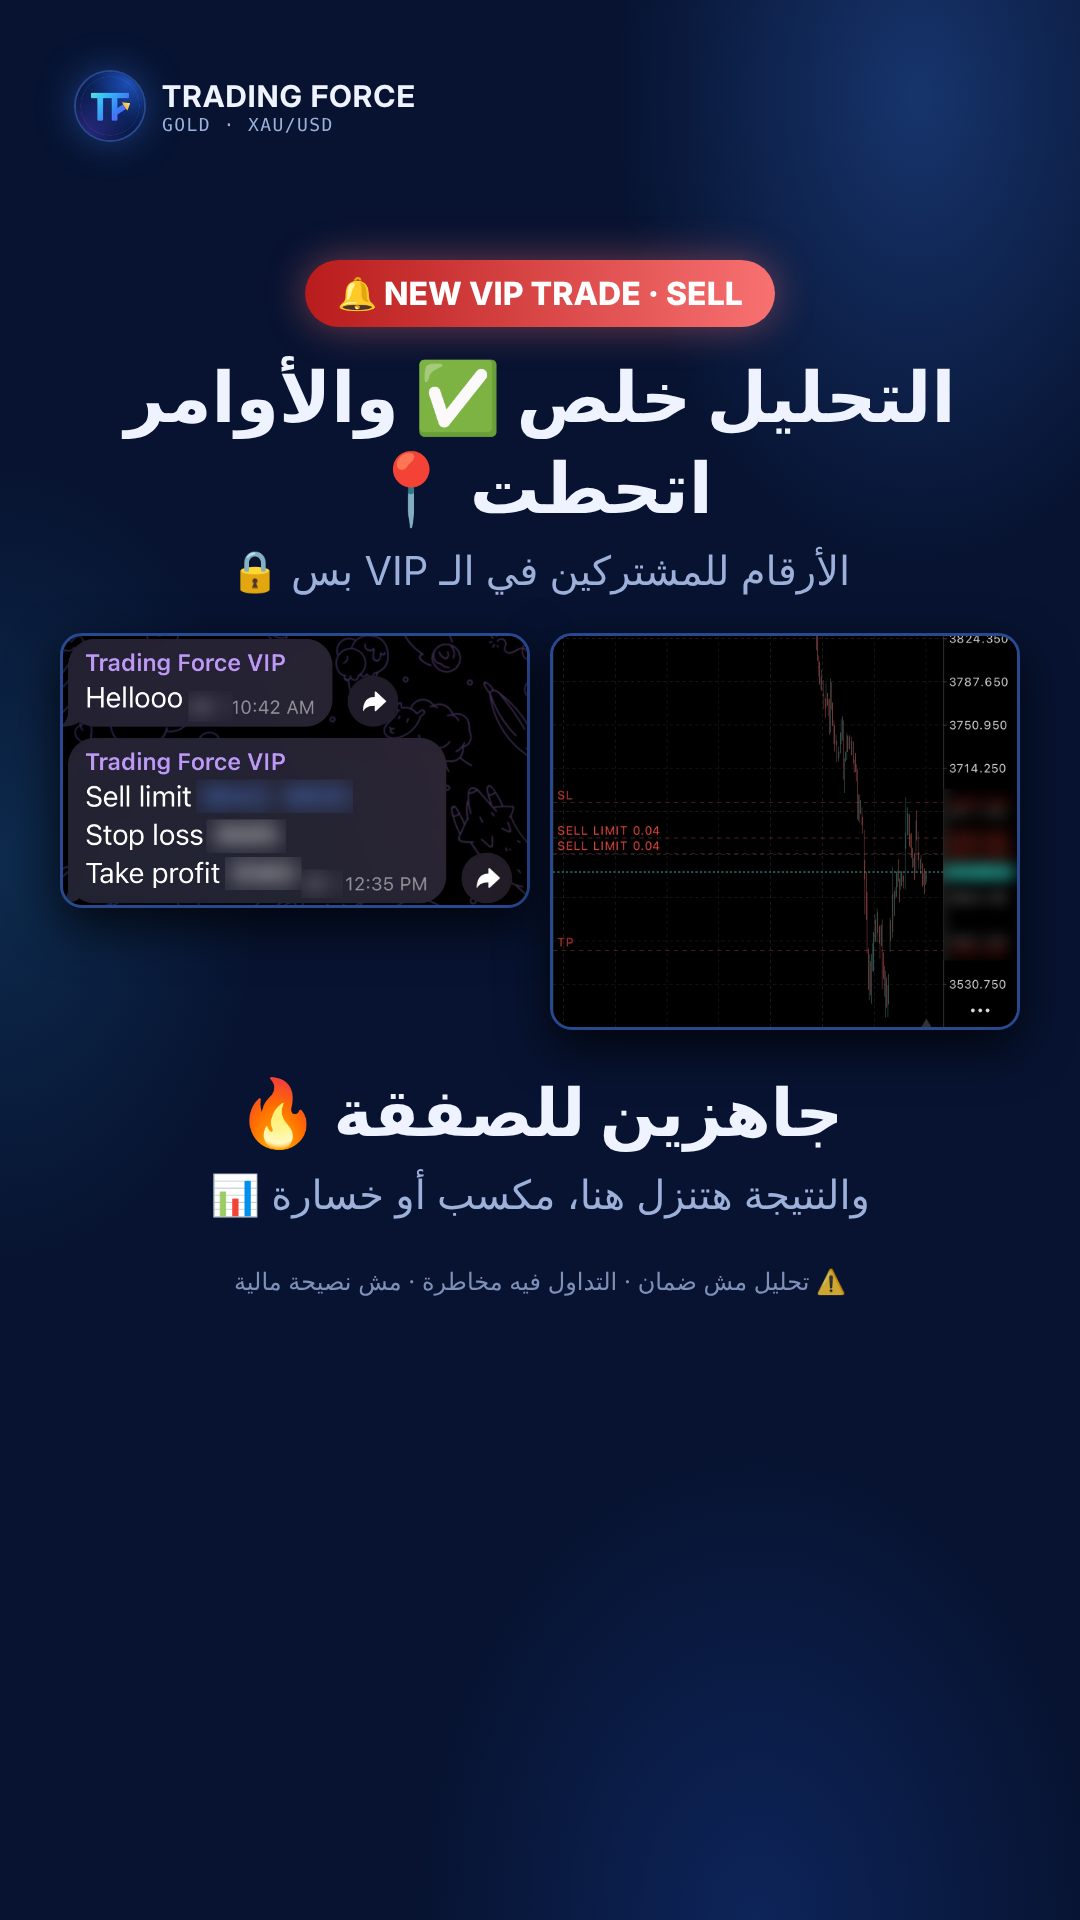 TRADING FORCE
GOLD · XAU/USD
🔔 NEW VIP TRADE · SELL
التحليل خلص ✅ والأوامر
اتحطت 📍
الأرقام للمشتركين في الـ VIP بس 🔒
Trading Force VIP
Hellooo
10:42 AM
Trading Force VIP
Sell limit
Stop loss
Take profit
12:35 PM
3824.350
3787.650
3750.950
3714.250
SL
SELL LIMIT 0.04
SELL LIMIT 0.04
TP
3530.750
جاهزين للصفقة 🔥
والنتيجة هتنزل هنا، مكسب أو خسارة 📊
⚠️ تحليل مش ضمان · التداول فيه مخاطرة · مش نصيحة مالية